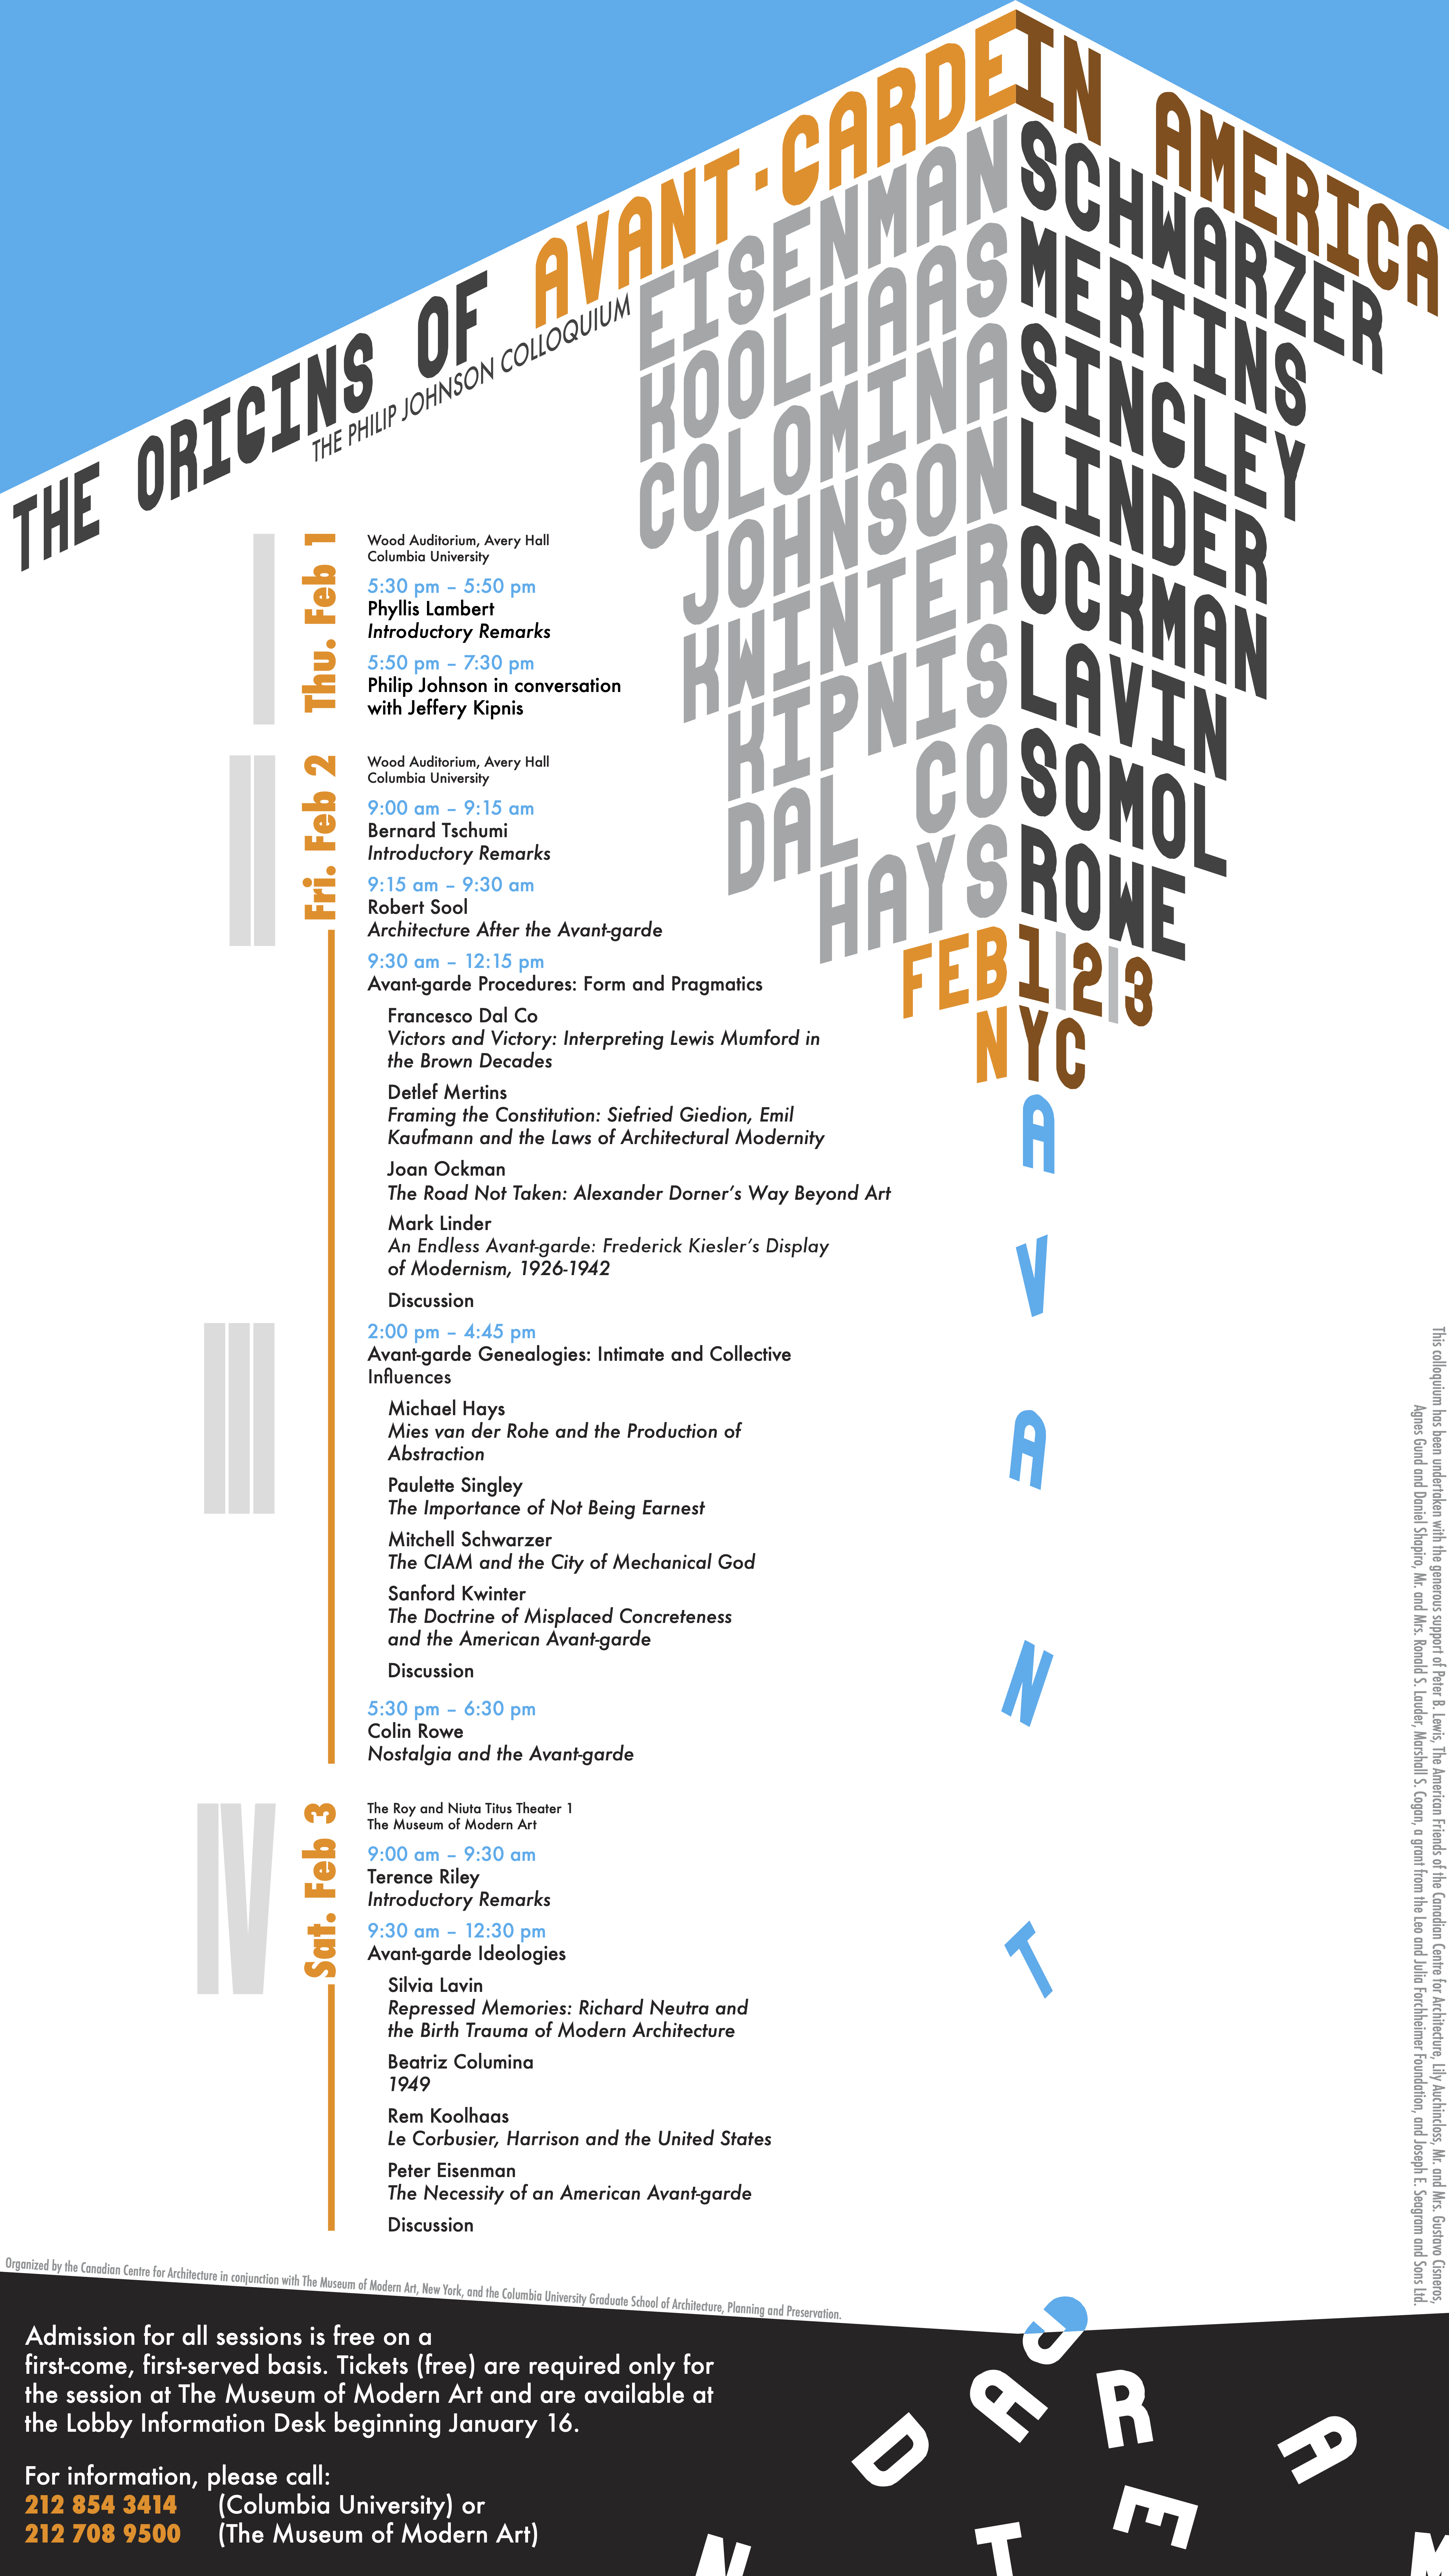 THE ORIGINS OF AVANT-GARDE IN AMERICA
THE PHILIP JOHNSON COLLOQUIUM
EISENMAN
KOOLHAAS
COLOMINA
JOHNSON
KWINTER
KIPNIS
DAL CO
HAYS
SCHWARZER
MERTINS
SINGLEY
LINDER
OCKMAN
LAVIN
SOMOL
ROWE
FEB 1|2|3
NYC
I
Thu. Feb 1
Wood Auditorium, Avery Hall
Columbia University
5:30 pm – 5:50 pm
Phyllis Lambert
Introductory Remarks
5:50 pm – 7:30 pm
Philip Johnson in conversation
with Jeffery Kipnis
II
Fri. Feb 2
Wood Auditorium, Avery Hall
Columbia University
9:00 am – 9:15 am
Bernard Tschumi
Introductory Remarks
9:15 am – 9:30 am
Robert Sool
Architecture After the Avant-garde
9:30 am – 12:15 pm
Avant-garde Procedures: Form and Pragmatics
Francesco Dal Co
Victors and Victory: Interpreting Lewis Mumford in
the Brown Decades
Detlef Mertins
Framing the Constitution: Siefried Giedion, Emil
Kaufmann and the Laws of Architectural Modernity
Joan Ockman
The Road Not Taken: Alexander Dorner's Way Beyond Art
Mark Linder
An Endless Avant-garde: Frederick Kiesler's Display
of Modernism, 1926-1942
Discussion
III
2:00 pm – 4:45 pm
Avant-garde Genealogies: Intimate and Collective
Influences
Michael Hays
Mies van der Rohe and the Production of
Abstraction
Paulette Singley
The Importance of Not Being Earnest
Mitchell Schwarzer
The CIAM and the City of Mechanical God
Sanford Kwinter
The Doctrine of Misplaced Concreteness
and the American Avant-garde
Discussion
5:30 pm – 6:30 pm
Colin Rowe
Nostalgia and the Avant-garde
IV
Sat. Feb 3
The Roy and Niuta Titus Theater 1
The Museum of Modern Art
9:00 am – 9:30 am
Terence Riley
Introductory Remarks
9:30 am – 12:30 pm
Avant-garde Ideologies
Silvia Lavin
Repressed Memories: Richard Neutra and
the Birth Trauma of Modern Architecture
Beatriz Columina
1949
Rem Koolhaas
Le Corbusier, Harrison and the United States
Peter Eisenman
The Necessity of an American Avant-garde
Discussion
A
V
A
N
T
G
A
R
D
A
E
N
T
M
This colloquium has been undertaken with the generous support of Peter B. Lewis, The American Friends of the Canadian Centre for Architecture, Lily Auchincloss, Mr. and Mrs. Gustavo Cisneros,
Agnes Gund and Daniel Shapiro, Mr. and Mrs. Ronald S. Lauder, Marshall S. Cogan, a grant from the Leo and Julia Forchheimer Foundation, and Joseph E. Seagram and Sons Ltd.
Organized by the Canadian Centre for Architecture in conjunction with The Museum of Modern Art, New York, and the Columbia University Graduate School of Architecture, Planning and Preservation.
Admission for all sessions is free on a
first-come, first-served basis. Tickets (free) are required only for
the session at The Museum of Modern Art and are available at
the Lobby Information Desk beginning January 16.
For information, please call:
212 854 3414 (Columbia University) or
212 708 9500 (The Museum of Modern Art)